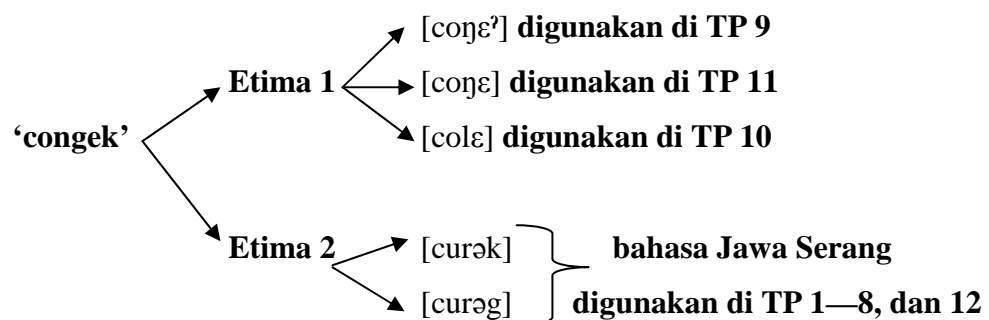 [coŋɛˀ] digunakan di TP 9
Etima 1 [coŋɛ] digunakan di TP 11
‘congek’ [colɛ] digunakan di TP 10
Etima 2 [curək] bahasa Jawa Serang
[curəg] digunakan di TP 1—8, dan 12